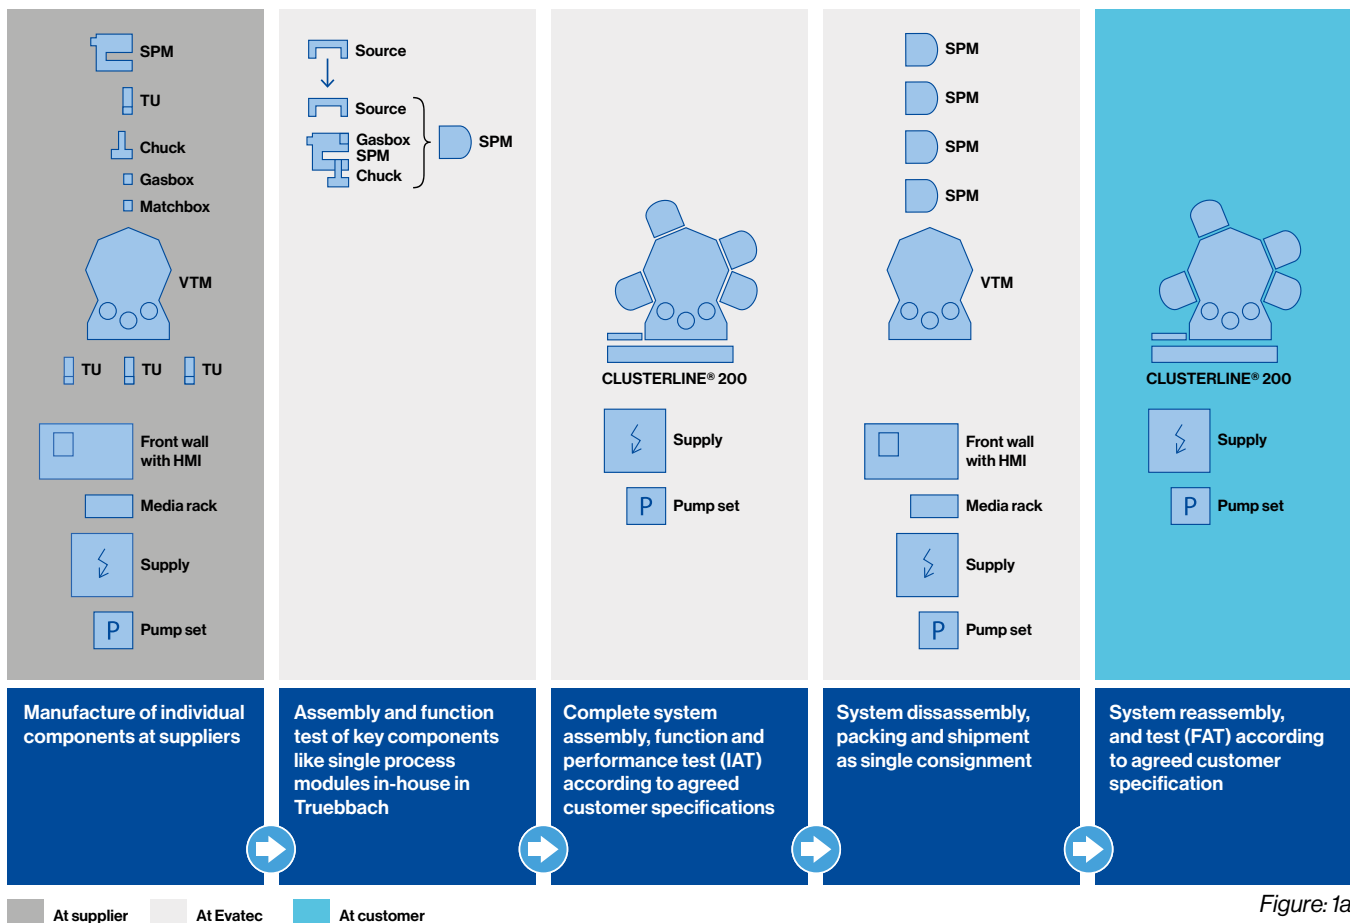 SPM
TU
Chuck
Gasbox
Matchbox
VTM
TU
TU
TU
Front wall
with HMI
Media rack
Supply
P
Pump set
Manufacture of individual
components at suppliers
Source
Source
Gasbox
SPM
Chuck
SPM
Assembly and function
test of key components
like single process
modules in-house in
Truebbach
CLUSTERLINE® 200
Supply
P
Pump set
Complete system
assembly, function and
performance test (IAT)
according to agreed
customer specifications
SPM
SPM
SPM
SPM
VTM
Front wall
with HMI
Media rack
Supply
P
Pump set
System dissassembly,
packing and shipment
as single consignment
CLUSTERLINE® 200
Supply
P
Pump set
System reassembly,
and test (FAT) according
to agreed customer
specification
At supplier
At Evatec
At customer
Figure: 1a